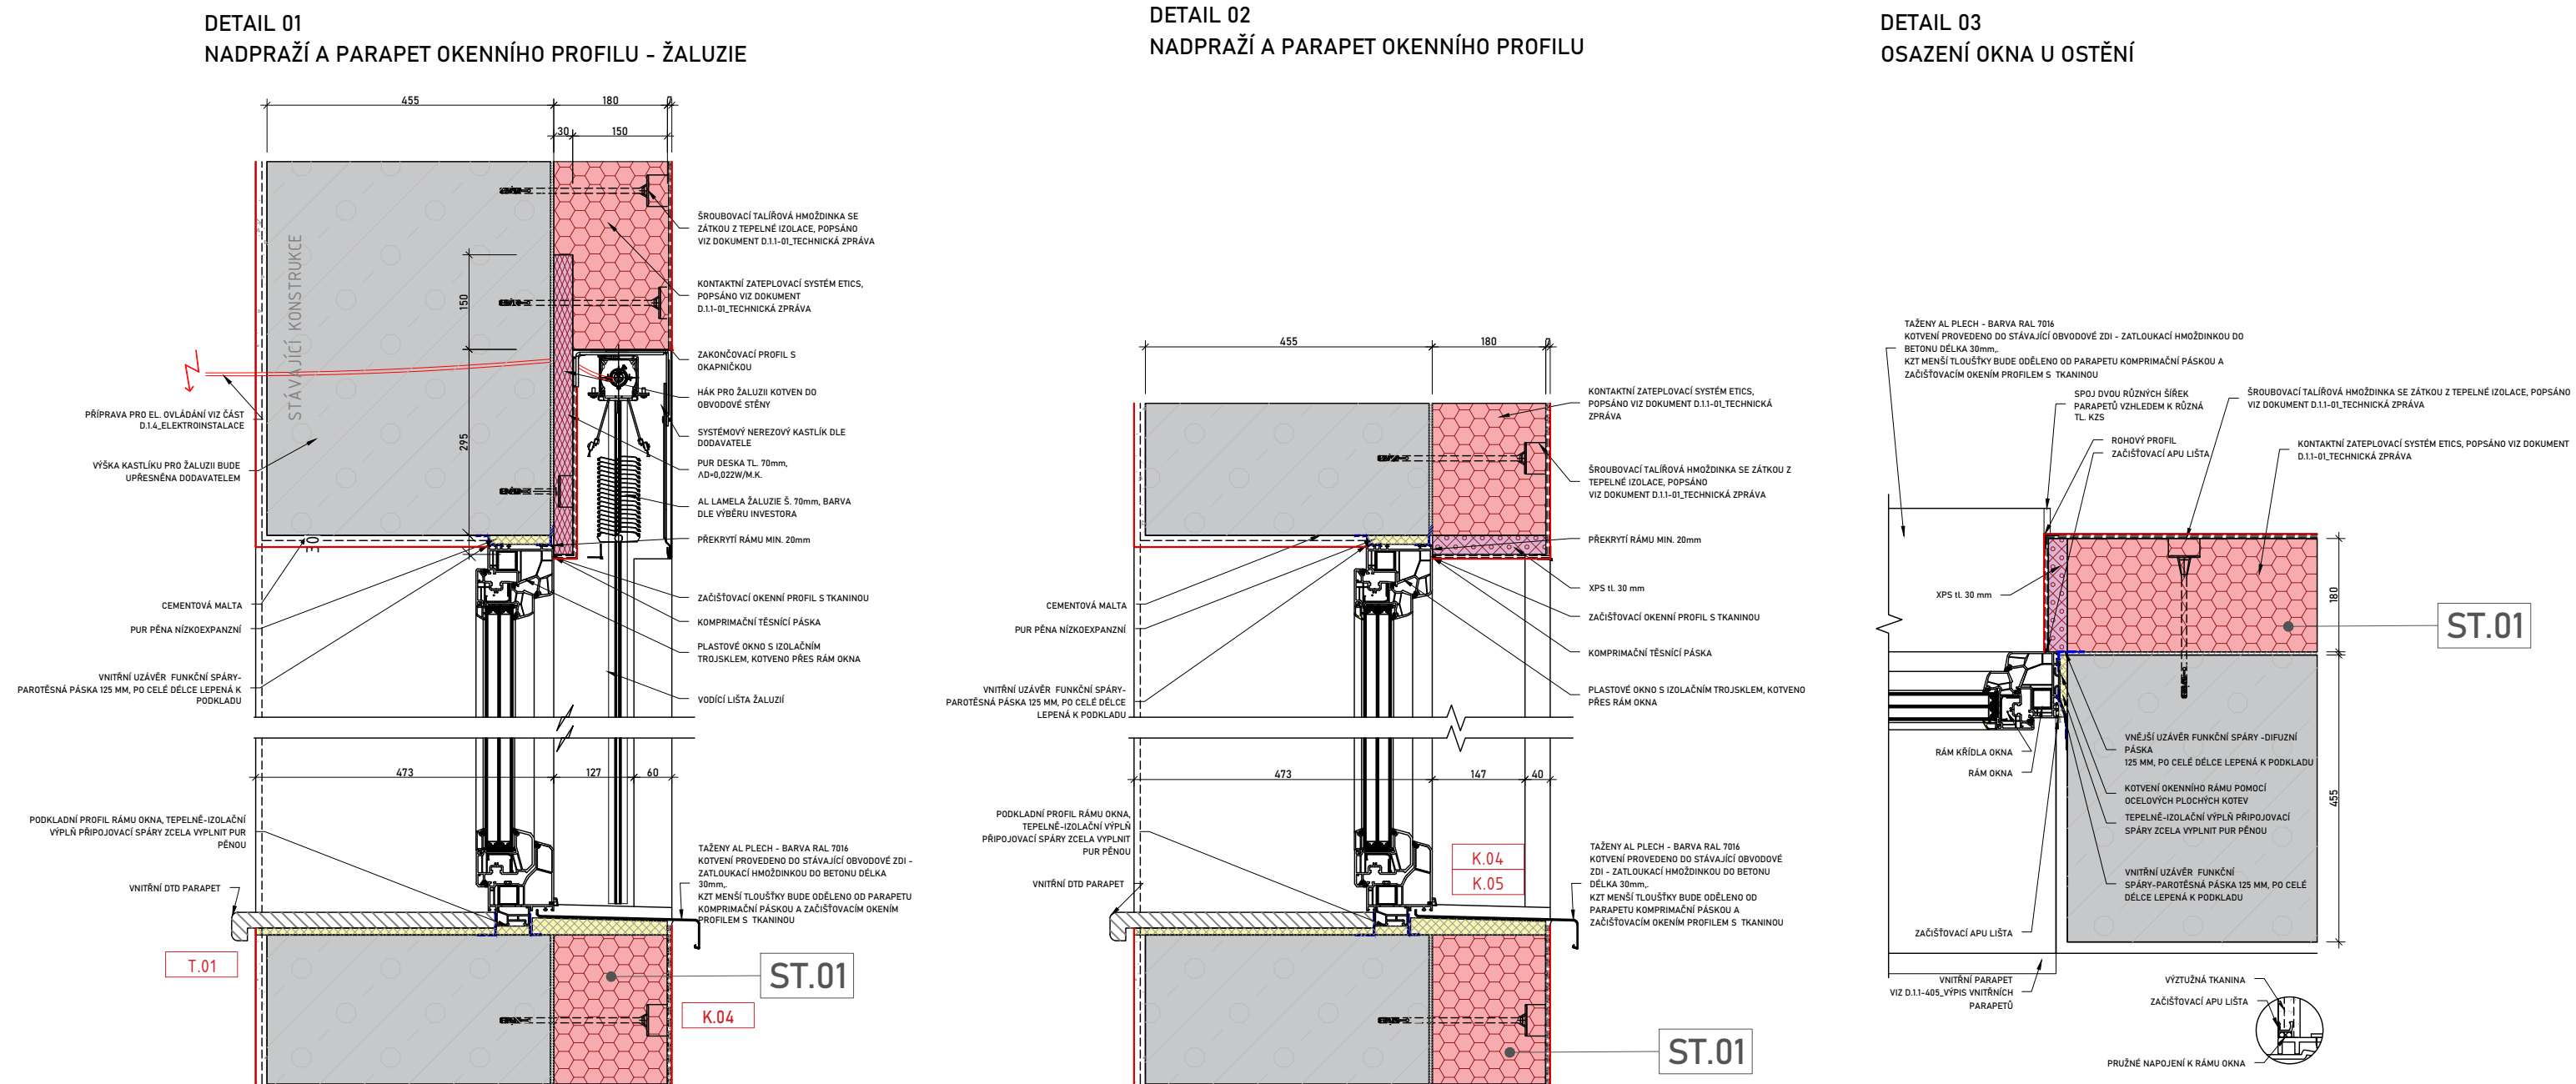 DETAIL 01
NADPRAŽÍ A PARAPET OKENNÍHO PROFILU - ŽALUZIE
455
180
30
150
STÁVAJÍCÍ KONSTRUKCE
150
295
50
ŠROUBOVACÍ TALÍŘOVÁ HMOŽDINKA SE
ZÁTKOU Z TEPELNÉ IZOLACE, POPSÁNO
VIZ DOKUMENT D.1.1-01_TECHNICKÁ ZPRÁVA
KONTAKTNÍ ZATEPLOVACÍ SYSTÉM ETICS,
POPSÁNO VIZ DOKUMENT
D.1.1-01_TECHNICKÁ ZPRÁVA
ZAKONČOVACÍ PROFIL S
OKAPNIČKOU
HÁK PRO ŽALUZII KOTVEN DO
OBVODOVÉ STĚNY
SYSTÉMOVÝ NEREZOVÝ KASTLÍK DLE
DODAVATELE
PUR DESKA TL. 70mm,
ΛD=0,022W/M.K.
AL LAMELA ŽALUZIE Š. 70mm, BARVA
DLE VÝBĚRU INVESTORA
PŘEKRYTÍ RÁMU MIN. 20mm
ZAČIŠŤOVACÍ OKENNÍ PROFIL S TKANINOU
KOMPRIMAČNÍ TĚSNÍCÍ PÁSKA
PLASTOVÉ OKNO S IZOLAČNÍM
TROJSKLEM, KOTVENO PŘES RÁM OKNA
VODÍCÍ LIŠTA ŽALUZIÍ
PŘÍPRAVA PRO EL. OVLÁDÁNÍ VIZ ČÁST
D.1.4_ELEKTROINSTALACE
VÝŠKA KASTLÍKU PRO ŽALUZII BUDE
UPŘESNĚNA DODAVATELEM
CEMENTOVÁ MALTA
PUR PĚNA NÍZKOEXPANZNÍ
VNITŘNÍ UZÁVĚR FUNKČNÍ SPÁRY-
PAROTĚSNÁ PÁSKA 125 MM, PO CELÉ DÉLCE LEPENÁ K
PODKLADU
473
127
60
PODKLADNÍ PROFIL RÁMU OKNA, TEPELNĚ-IZOLAČNÍ
VÝPLŇ PŘIPOJOVACÍ SPÁRY ZCELA VYPLNIT PUR
PĚNOU
VNITŘNÍ DTD PARAPET
TAŽENY AL PLECH - BARVA RAL 7016
KOTVENÍ PROVEDENO DO STÁVAJÍCÍ OBVODOVÉ ZDI -
ZATLOUKACÍ HMOŽDINKOU DO BETONU DÉLKA
30mm,.
KZT MENŠÍ TLOUŠŤKY BUDE ODĚLENO OD PARAPETU
KOMPRIMAČNÍ PÁSKOU A ZAČIŠŤOVACÍM OKENÍM
PROFILEM S TKANINOU
T.01
ST.01
K.04
DETAIL 02
NADPRAŽÍ A PARAPET OKENNÍHO PROFILU
455
180
KONTAKTNÍ ZATEPLOVACÍ SYSTÉM ETICS,
POPSÁNO VIZ DOKUMENT D.1.1-01_TECHNICKÁ
ZPRÁVA
ŠROUBOVACÍ TALÍŘOVÁ HMOŽDINKA SE ZÁTKOU Z
TEPELNÉ IZOLACE, POPSÁNO
VIZ DOKUMENT D.1.1-01_TECHNICKÁ ZPRÁVA
PŘEKRYTÍ RÁMU MIN. 20mm
XPS tl. 30 mm
ZAČIŠŤOVACÍ OKENNÍ PROFIL S TKANINOU
KOMPRIMAČNÍ TĚSNÍCÍ PÁSKA
PLASTOVÉ OKNO S IZOLAČNÍM TROJSKLEM, KOTVENO
PŘES RÁM OKNA
CEMENTOVÁ MALTA
PUR PĚNA NÍZKOEXPANZNÍ
VNITŘNÍ UZÁVĚR FUNKČNÍ SPÁRY-
PAROTĚSNÁ PÁSKA 125 MM, PO CELÉ DÉLCE
LEPENÁ K PODKLADU
473
147
40
PODKLADNÍ PROFIL RÁMU OKNA,
TEPELNĚ-IZOLAČNÍ VÝPLŇ
PŘIPOJOVACÍ SPÁRY ZCELA VYPLNIT
PUR PĚNOU
VNITŘNÍ DTD PARAPET
K.04
K.05
TAŽENY AL PLECH - BARVA RAL 7016
KOTVENÍ PROVEDENO DO STÁVAJÍCÍ OBVODOVÉ
ZDI - ZATLOUKACÍ HMOŽDINKOU DO BETONU
DÉLKA 30mm,.
KZT MENŠÍ TLOUŠŤKY BUDE ODĚLENO OD
PARAPETU KOMPRIMAČNÍ PÁSKOU A
ZAČIŠŤOVACÍM OKENÍM PROFILEM S TKANINOU
ST.01
DETAIL 03
OSAZENÍ OKNA U OSTĚNÍ
TAŽENY AL PLECH - BARVA RAL 7016
KOTVENÍ PROVEDENO DO STÁVAJÍCÍ OBVODOVÉ ZDI - ZATLOUKACÍ HMOŽDINKOU DO
BETONU DÉLKA 30mm,.
KZT MENŠÍ TLOUŠŤKY BUDE ODĚLENO OD PARAPETU KOMPRIMAČNÍ PÁSKOU A
ZAČIŠŤOVACÍM OKENÍM PROFILEM S TKANINOU
SPOJ DVOU RŮZNÝCH ŠÍŘEK
PARAPETŮ VZHLEDEM K RŮZNÁ
TL. KZS
ROHOVÝ PROFIL
ZAČIŠŤOVACÍ APU LIŠTA
ŠROUBOVACÍ TALÍŘOVÁ HMOŽDINKA SE ZÁTKOU Z TEPELNÉ IZOLACE, POPSÁNO
VIZ DOKUMENT D.1.1-01_TECHNICKÁ ZPRÁVA
KONTAKTNÍ ZATEPLOVACÍ SYSTÉM ETICS, POPSÁNO VIZ DOKUMENT
D.1.1-01_TECHNICKÁ ZPRÁVA
XPS tl. 30 mm
180
455
ST.01
RÁM KŘÍDLA OKNA
RÁM OKNA
VNĚJŠÍ UZÁVĚR FUNKČNÍ SPÁRY -DIFUZNÍ
PÁSKA
125 MM, PO CELÉ DÉLCE LEPENÁ K PODKLADU
KOTVENÍ OKENNÍHO RÁMU POMOCÍ
OCELOVÝCH PLOCHÝCH KOTEV
TEPELNĚ-IZOLAČNÍ VÝPLŇ PŘIPOJOVACÍ
SPÁRY ZCELA VYPLNIT PUR PĚNOU
VNITŘNÍ UZÁVĚR FUNKČNÍ
SPÁRY-PAROTĚSNÁ PÁSKA 125 MM, PO CELÉ
DÉLCE LEPENÁ K PODKLADU
ZAČIŠŤOVACÍ APU LIŠTA
VNITŘNÍ PARAPET
VIZ D.1.1-405_VÝPIS VNITŘNÍCH
PARAPETŮ
VÝZTUŽNÁ TKANINA
ZAČIŠŤOVACÍ APU LIŠTA
PRUŽNÉ NAPOJENÍ K RÁMU OKNA